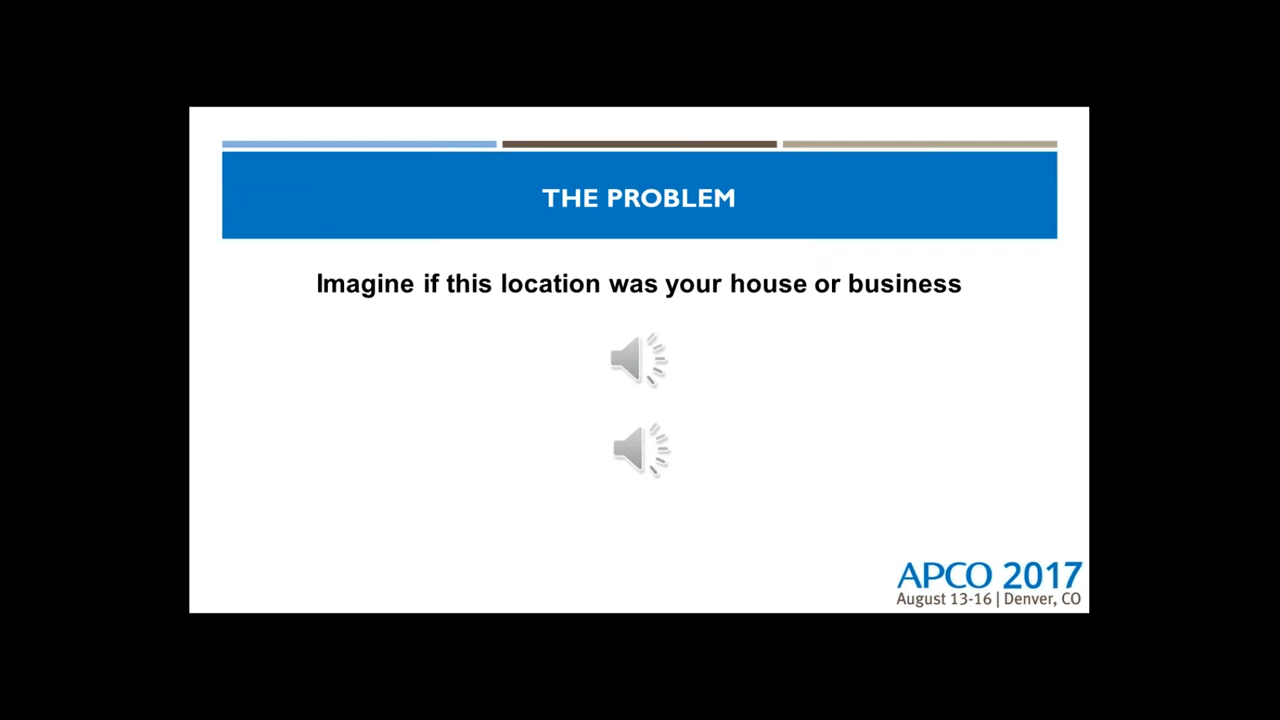 THE PROBLEM
Imagine if this location was your house or business
APCO 2017
August 13-16 | Denver, CO